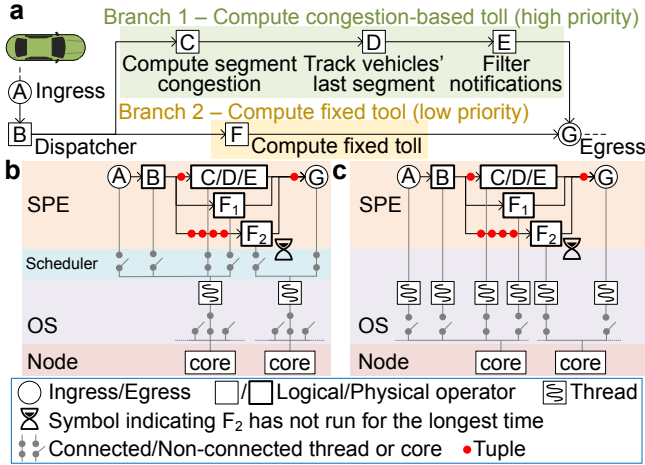 a
Branch 1 – Compute congestion-based toll (high priority)
C
D
E
Compute segment
congestion
Track vehicles'
last segment
Filter
notifications
A
Ingress
Branch 2 – Compute fixed tool (low priority)
B
Dispatcher
F
Compute fixed toll
G
Egress
b
SPE
A
B
C/D/E
G
F1
F2
Scheduler
OS
Node
core
core
c
SPE
A
B
C/D/E
G
F1
F2
OS
Node
core
core
Ingress/Egress
/
Logical/Physical operator
Thread
Symbol indicating F2 has not run for the longest time
Connected/Non-connected thread or core
Tuple